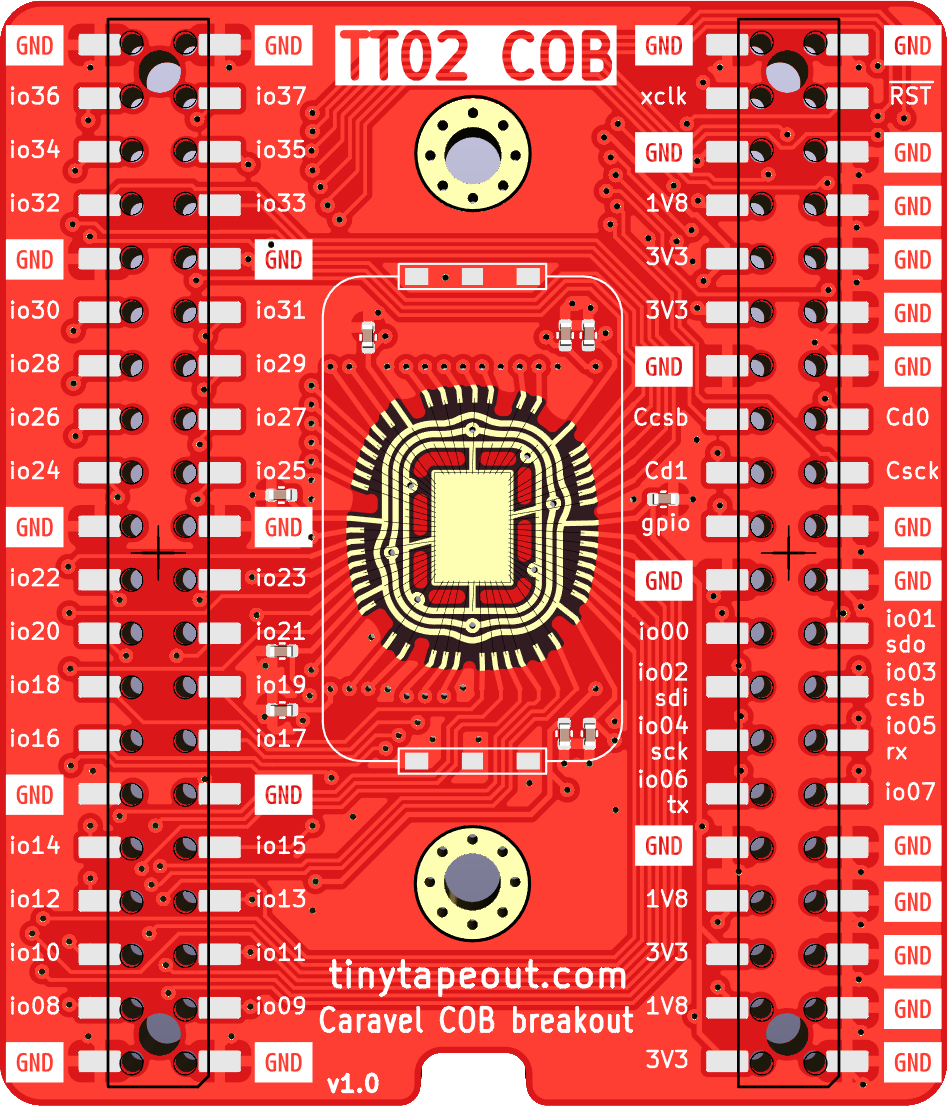 TT02 COB
GND GND GND GND
io36 io37 xclk RST
io34 io35 GND GND
io32 io33 1V8 GND
GND GND 3V3 GND
io30 io31 3V3 GND
io28 io29 GND GND
io26 io27 Ccsb Cd0
io24 io25 Cd1 Csck
GND GND gpio GND
io22 io23 GND GND
io20 io21 io00 io01 sdo
io18 io19 io02 sdi io03 csb
io16 io17 io04 sck io05 rx
GND GND io06 tx io07
io14 io15 GND GND
io12 io13 1V8 GND
io10 io11 3V3 GND
tinytapeout.com
io08 io09 1V8 GND
Caravel COB breakout
GND GND 3V3 GND
v1.0